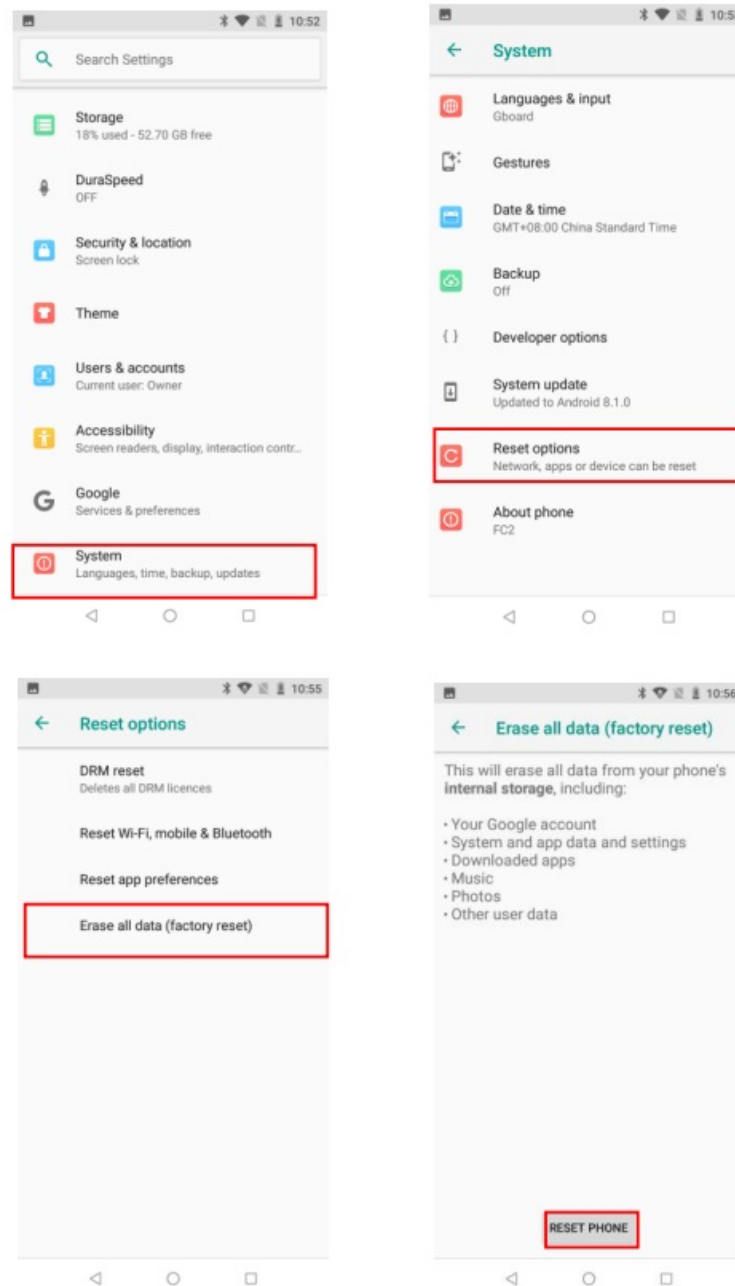 10:52
Search Settings
Storage
18% used - 52.70 GB free
DuraSpeed
OFF
Security & location
Screen lock
Theme
Users & accounts
Current user: Owner
Accessibility
Screen readers, display, interaction contr...
G
Google
Services & preferences
System
Languages, time, backup, updates
System
Languages & input
Gboard
Gestures
Date & time
GMT+08:00 China Standard Time
Backup
Off
{ }
Developer options
System update
Updated to Android 8.1.0
Reset options
Network, apps or device can be reset
About phone
FC2
10:55
Reset options
DRM reset
Deletes all DRM licences
Reset Wi-Fi, mobile & Bluetooth
Reset app preferences
Erase all data (factory reset)
10:56
Erase all data (factory reset)
This will erase all data from your phone's
internal storage, including:
• Your Google account
• System and app data and settings
• Downloaded apps
• Music
• Photos
• Other user data
RESET PHONE